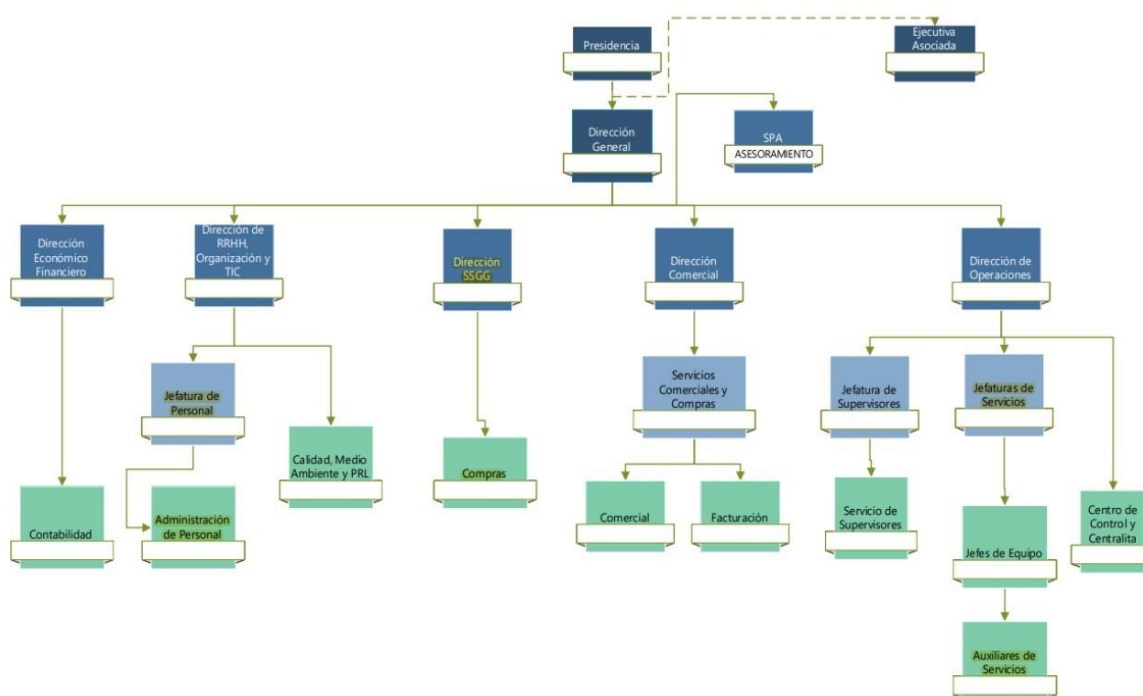 Presidencia
Ejecutiva
Asociada
Dirección
General
SPA
ASESORAMIENTO
Dirección
Económico
Financiero
Dirección de
RRHH,
Organización y
TIC
Dirección
SSGG
Dirección
Comercial
Dirección de
Operaciones
Jefatura de
Personal
Servicios
Comerciales y
Compras
Jefatura de
Supervisores
Jefaturas de
Servicios
Calidad, Medio
Ambiente y PRL
Compras
Contabilidad
Administración
de Personal
Comercial
Facturación
Servicio de
Supervisores
Jefes de Equipo
Centro de
Control y
Centralita
Auxiliares de
Servicios